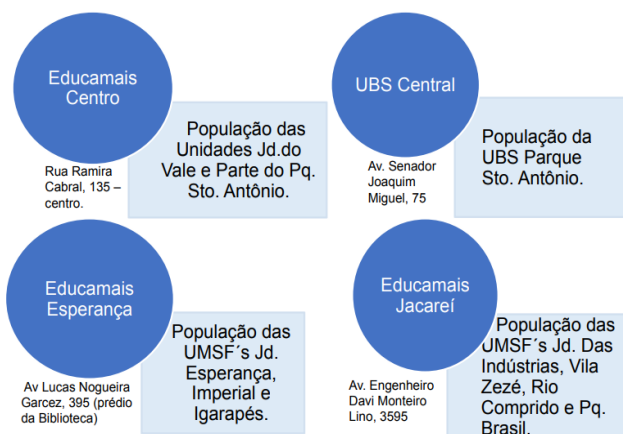 Educamais
Centro
Rua Ramira
Cabral, 135 –
centro.
População das
Unidades Jd.do
Vale e Parte do Pq.
Sto. Antônio.
UBS Central
Av. Senador
Joaquim
Miguel, 75
População da
UBS Parque
Sto. Antônio.
Educamais
Esperança
Av Lucas Nogueira
Garcez, 395 (prédio
da Biblioteca)
População das
UMSF´s Jd.
Esperança,
Imperial e
Igarapés.
Educamais
Jacareí
Av. Engenheiro
Davi Monteiro
Lino, 3595
População das
UMSF´s Jd. Das
Indústrias, Vila
Zezé, Rio
Comprido e Pq.
Brasil.